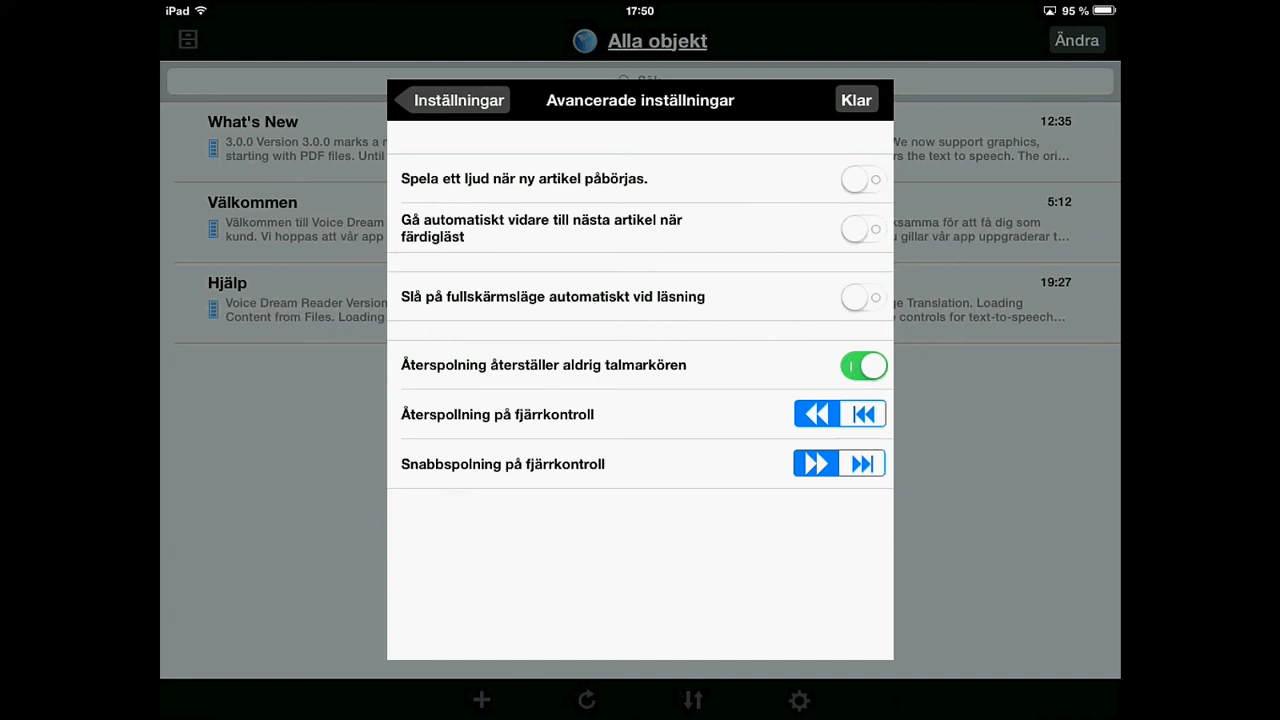 iPad 17:50 95 %
Alla objekt Ändra
Inställningar Avancerade inställningar Klar
What's New 12:35
3.0.0 Version 3.0.0 marks a We now support graphics,
starting with PDF files. Until the text to speech. The ori...
Spela ett ljud när ny artikel påbörjas.
Välkommen 5:12
Välkommen till Voice Dream för att få dig som
kund. Vi hoppas att vår app gillar vår app uppgraderar t...
Gå automatiskt vidare till nästa artikel när
färdigläst
Hjälp 19:27
Voice Dream Reader Version Translation. Loading
Content from Files. Loading controls for text-to-speech...
Slå på fullskärmsläge automatiskt vid läsning
Återspolning återställer aldrig talmarkören
Återspollning på fjärrkontroll
Snabbspolning på fjärrkontroll